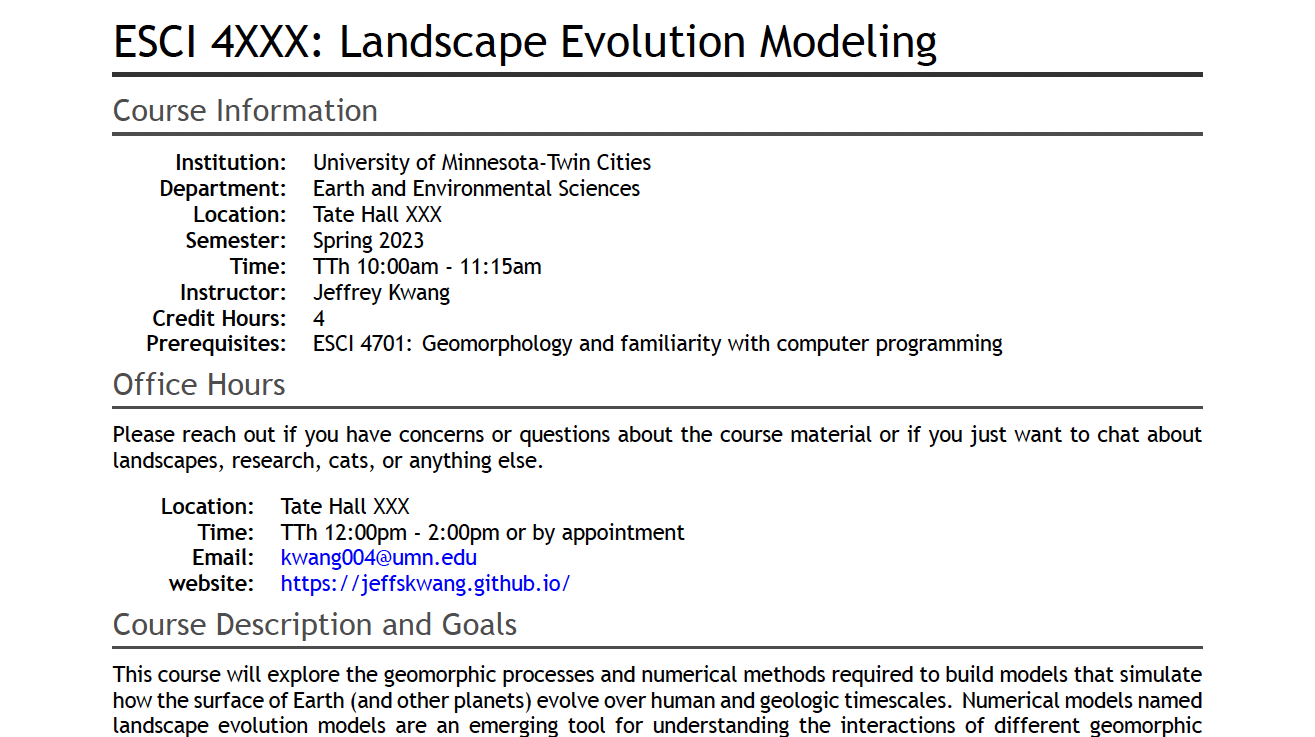 ESCI 4XXX: Landscape Evolution Modeling
Course Information
Institution: University of Minnesota-Twin Cities
Department: Earth and Environmental Sciences
Location: Tate Hall XXX
Semester: Spring 2023
Time: TTh 10:00am - 11:15am
Instructor: Jeffrey Kwang
Credit Hours: 4
Prerequisites: ESCI 4701: Geomorphology and familiarity with computer programming
Office Hours
Please reach out if you have concerns or questions about the course material or if you just want to chat about
landscapes, research, cats, or anything else.
Location: Tate Hall XXX
Time: TTh 12:00pm - 2:00pm or by appointment
Email: kwang004@umn.edu
website: https://jeffskwang.github.io/
Course Description and Goals
This course will explore the geomorphic processes and numerical methods required to build models that simulate
how the surface of Earth (and other planets) evolve over human and geologic timescales. Numerical models named
landscape evolution models are an emerging tool for understanding the interactions of different geomorphic